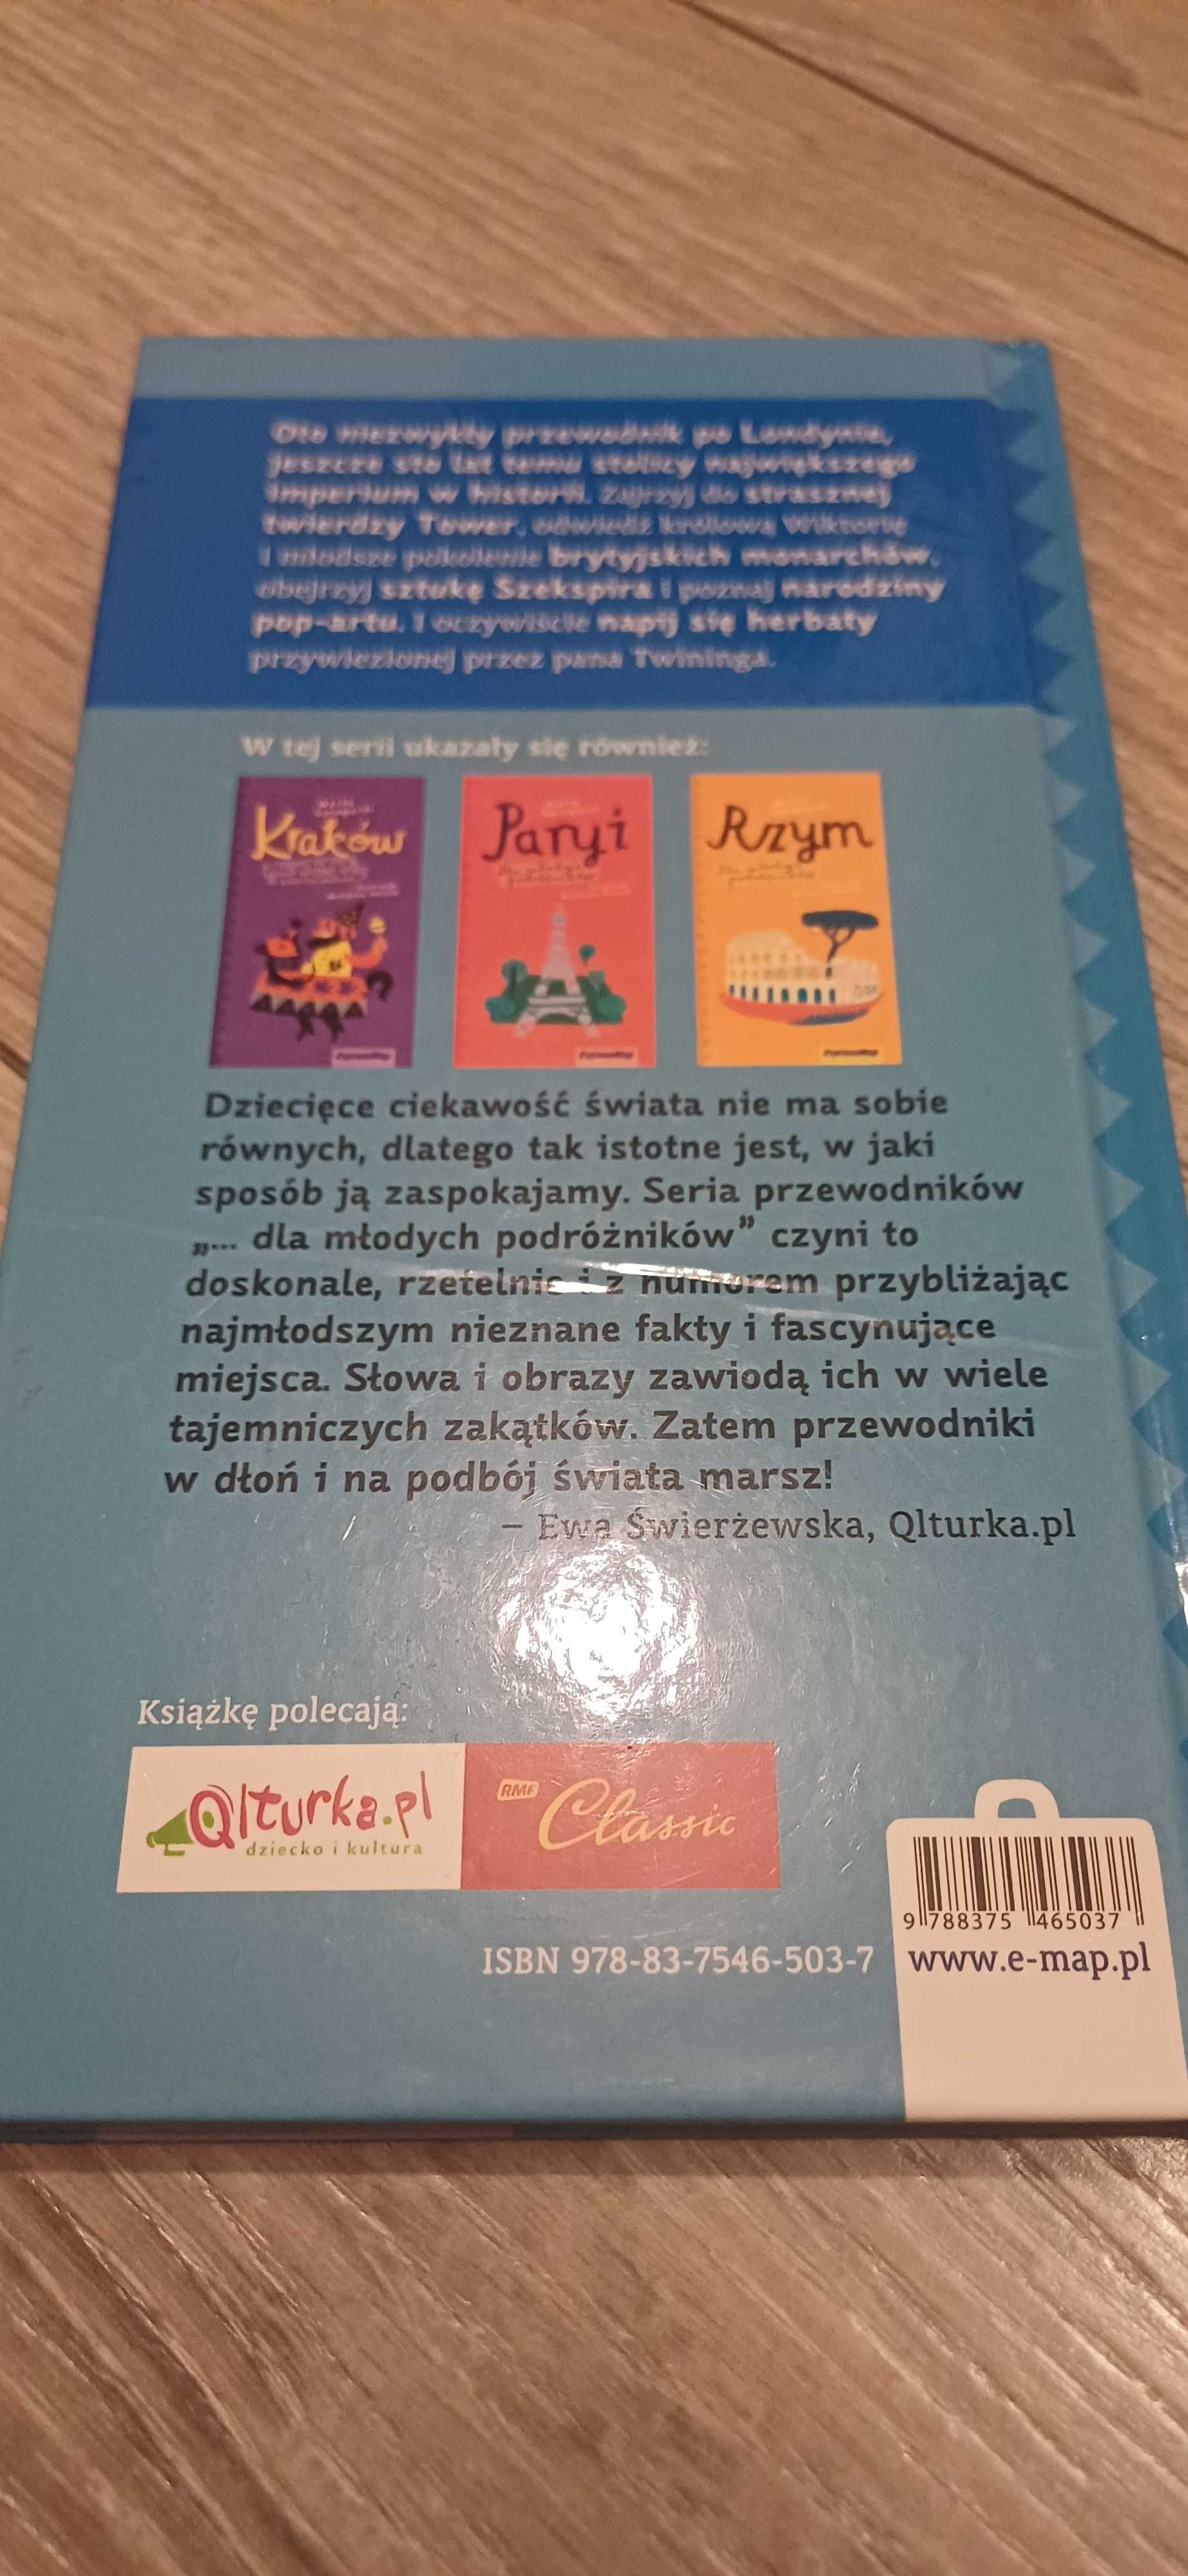 Oto niezwykły przewodnik po Londynie,
jeszcze sto lat temu stolicy największego
imperium w historii. Zajrzyj do strasznej
twierdzy Tower, odwiedź królową Wiktorię
i młodsze pokolenie brytyjskich monarchów,
obejrzyj sztukę Szekspira i poznaj narodziny
pop-artu. I oczywiście napij się herbaty
przywiezionej przez pana Twininga.
W tej serii ukazały się również:
Kraków
Paryż
Rzym
Dziecięce ciekawość świata nie ma sobie
równych, dlatego tak istotne jest, w jaki
sposób ją zaspokajamy. Seria przewodników
„... dla młodych podróżników” czyni to
doskonale, rzetelnie i z humorem przybliżając
najmłodszym nieznane fakty i fascynujące
miejsca. Słowa i obrazy zawiodą ich w wiele
tajemniczych zakątków. Zatem przewodniki
w dłoń i na podbój świata marsz!
– Ewa Świerżewska, Qlturka.pl
Książkę polecają:
Qlturka.pl
dziecko i kultura
RMF Classic
9 788375 465037
ISBN 978-83-7546-503-7
www.e-map.pl